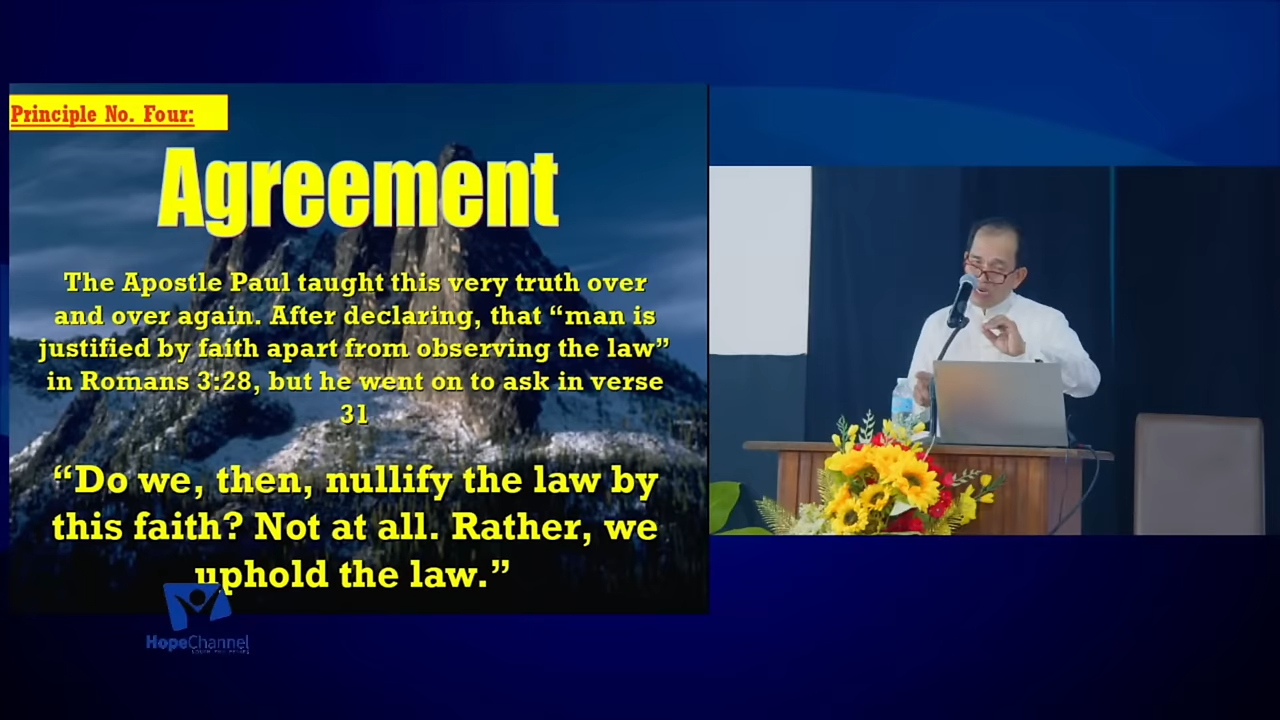 Principle No. Four:
Agreement
The Apostle Paul taught this very truth over
and over again. After declaring, that “man is
justified by faith apart from observing the law”
in Romans 3:28, but he went on to ask in verse
31
“Do we, then, nullify the law by
this faith? Not at all. Rather, we
uphold the law.”
HopeChannel